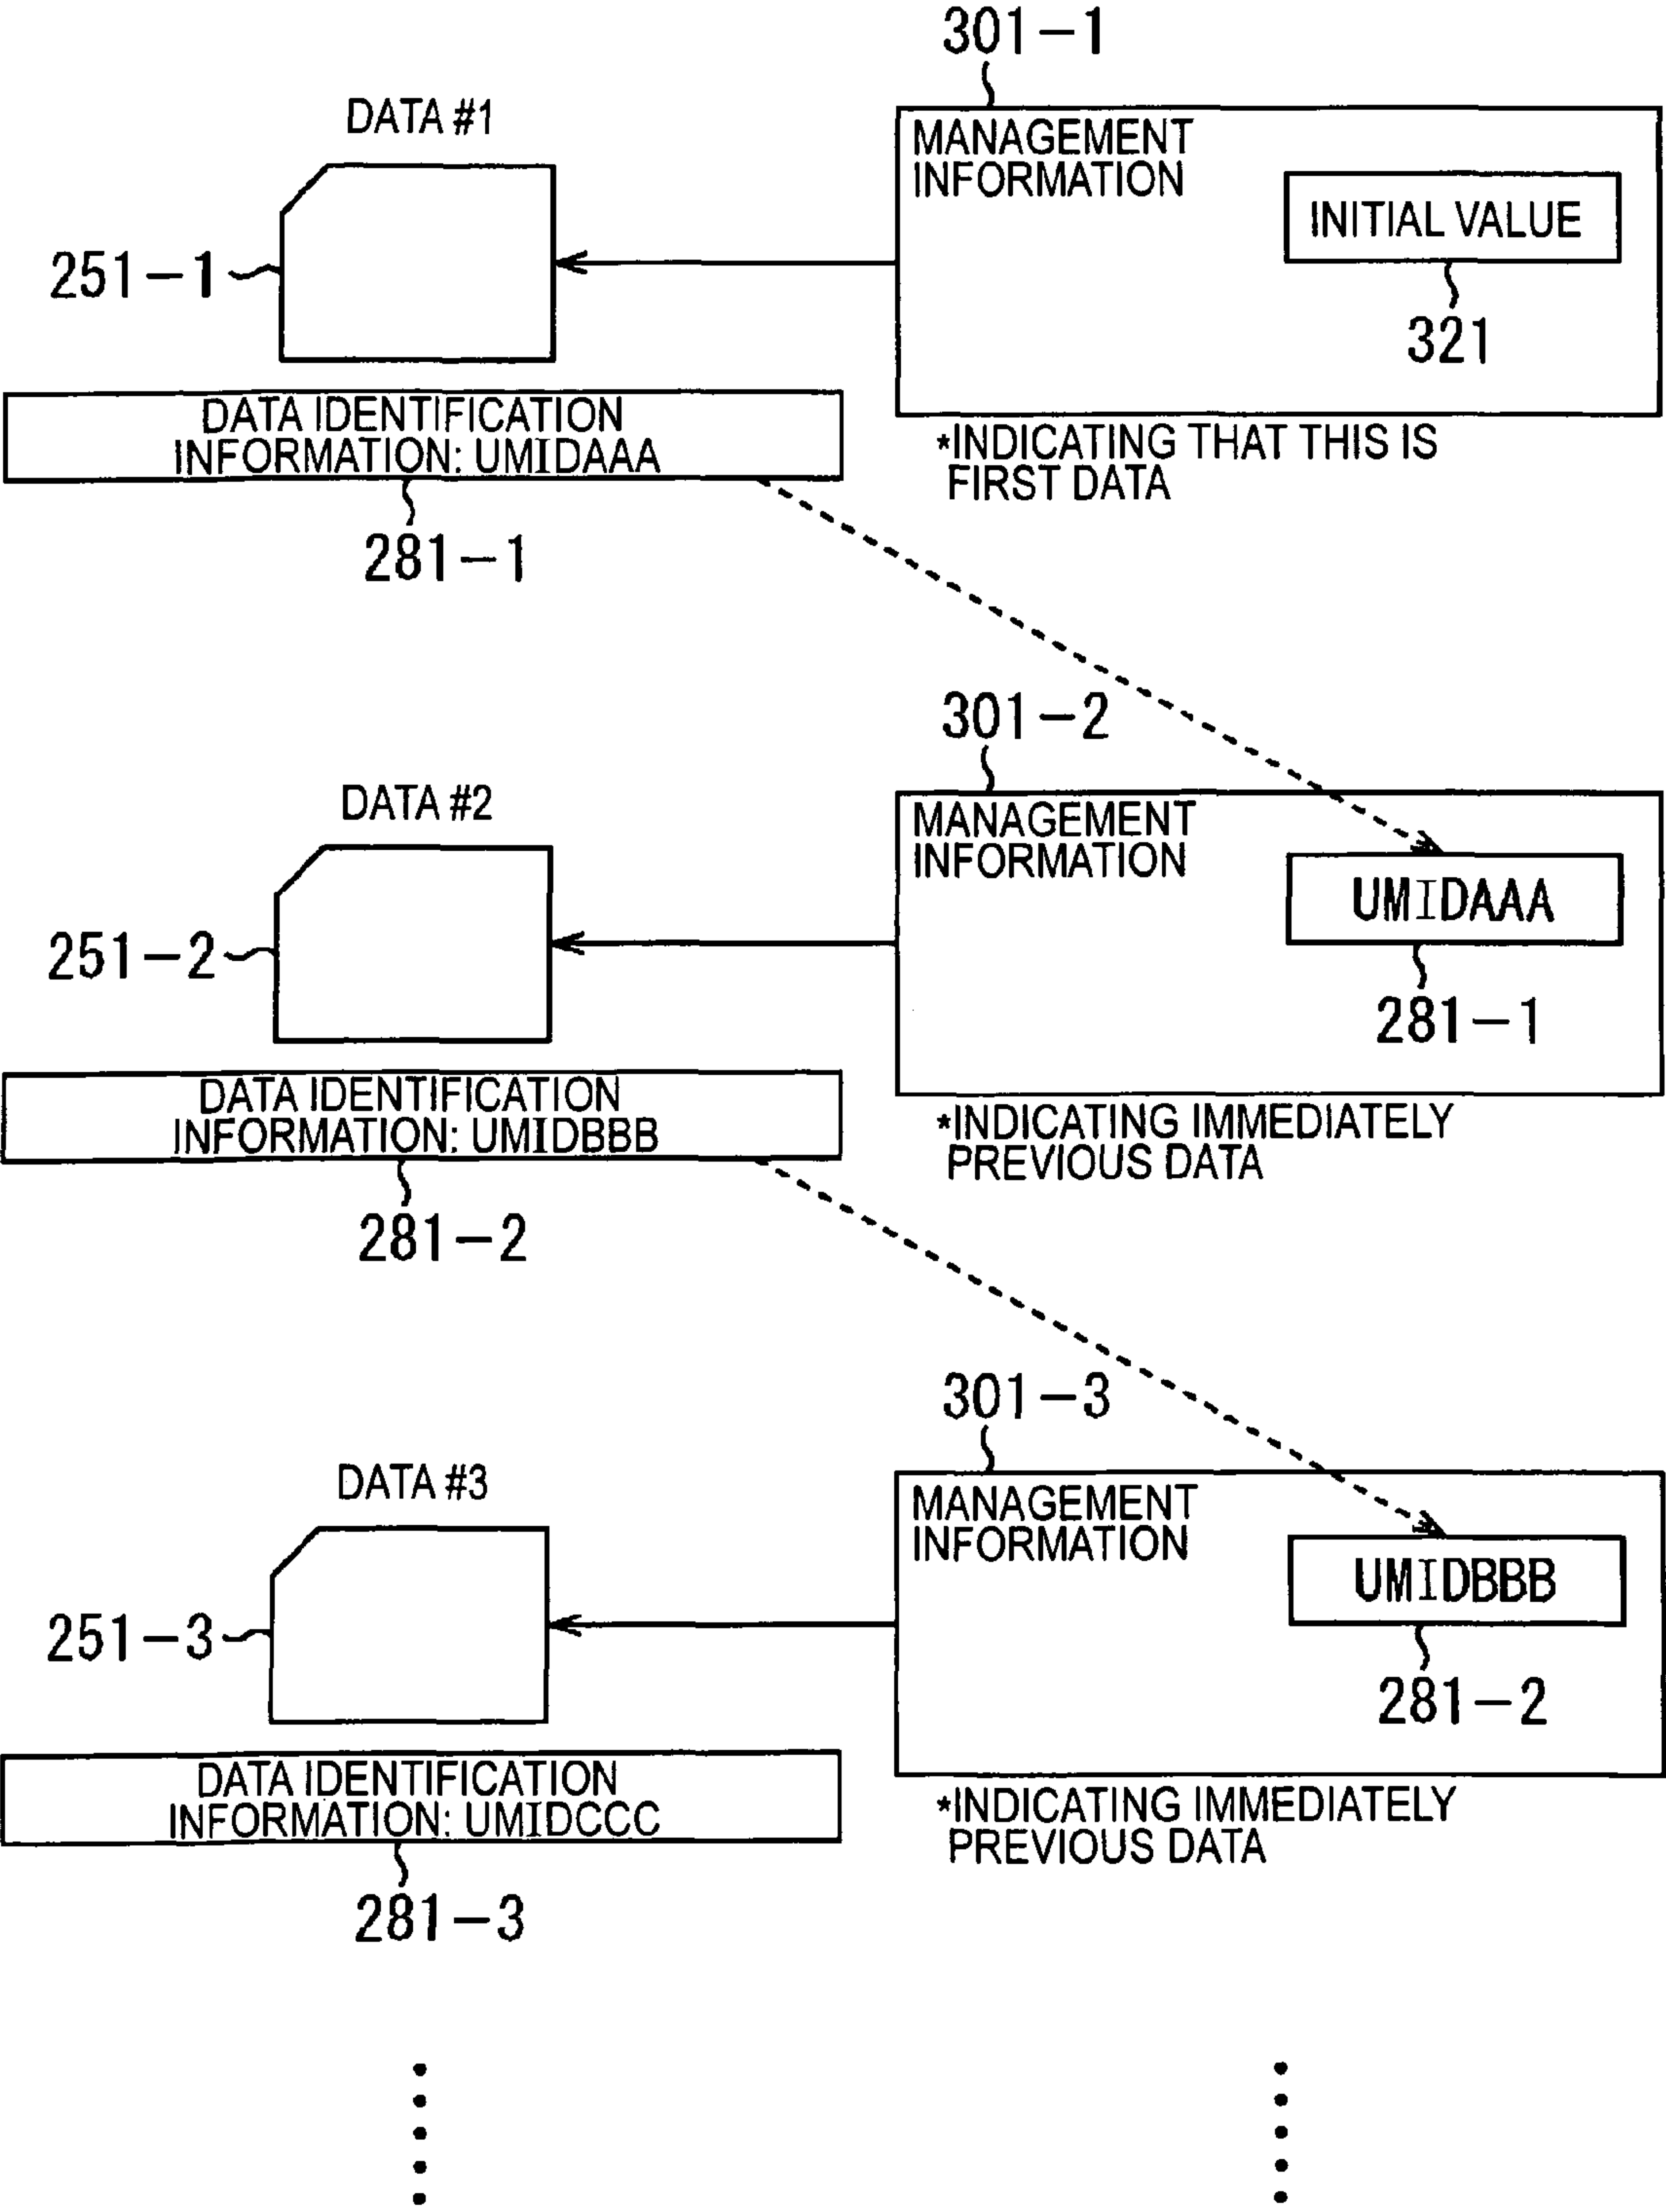 301-1
DATA #1
MANAGEMENT
INFORMATION
INITIAL VALUE
251-1
321
DATA IDENTIFICATION
INFORMATION: UMIDAAA
*INDICATING THAT THIS IS
FIRST DATA
281-1
301-2
DATA #2
MANAGEMENT
INFORMATION
UMIDAAA
251-2
281-1
DATA IDENTIFICATION
INFORMATION: UMIDBBB
*INDICATING IMMEDIATELY
PREVIOUS DATA
281-2
301-3
DATA #3
MANAGEMENT
INFORMATION
UMIDBBB
251-3
281-2
DATA IDENTIFICATION
INFORMATION: UMIDCCC
*INDICATING IMMEDIATELY
PREVIOUS DATA
281-3